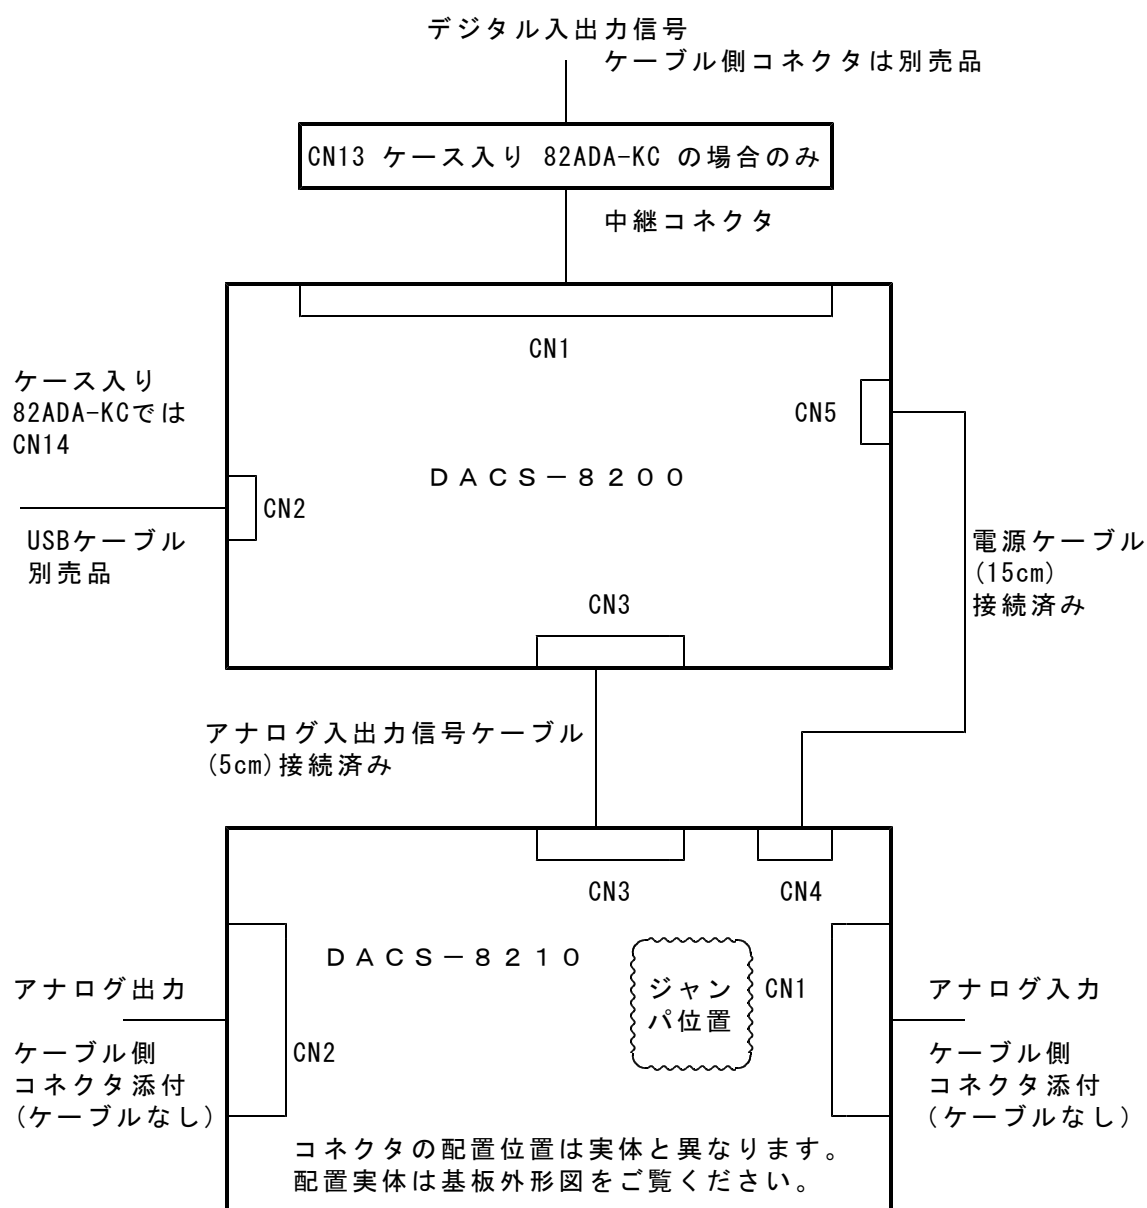 デジタル入出力信号
ケーブル側コネクタは別売品
CN13 ケース入り 82ADA-KC の場合のみ
中継コネクタ
CN1
ケース入り
82ADA-KCでは
CN14
CN5
DACS-8200
CN2
USBケーブル
別売品
電源ケーブル
(15cm)
接続済み
CN3
アナログ入出力信号ケーブル
(5cm)接続済み
CN3
CN4
DACS-8210
ジャン
パ位置
CN1
アナログ出力
アナログ入力
CN2
ケーブル側
コネクタ添付
(ケーブルなし)
ケーブル側
コネクタ添付
(ケーブルなし)
コネクタの配置位置は実体と異なります。
配置実体は基板外形図をご覧ください。